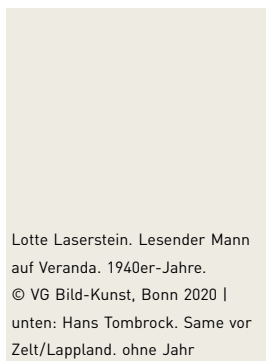 Lotte Laserstein. Lesender Mann
auf Veranda. 1940er-Jahre.
© VG Bild-Kunst, Bonn 2020 |
unten: Hans Tombrock. Same vor
Zelt/Lappland. ohne Jahr